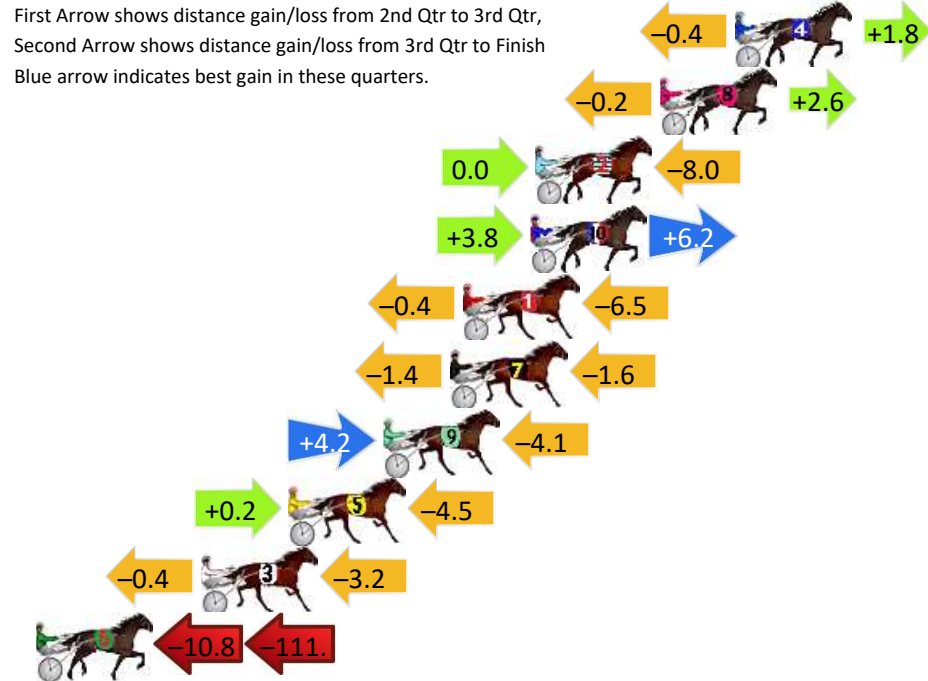 First Arrow shows distance gain/loss from 2nd Qtr to 3rd Qtr,
Second Arrow shows distance gain/loss from 3rd Qtr to Finish
Blue arrow indicates best gain in these quarters.
–0.4 4 +1.8
–0.2 8 +2.6
0.0 2 –8.0
+3.8 10 +6.2
–0.4 1 –6.5
–1.4 7 –1.6
+4.2 9 –4.1
+0.2 5 –4.5
–0.4 3 –3.2
6 –10.8 –111.